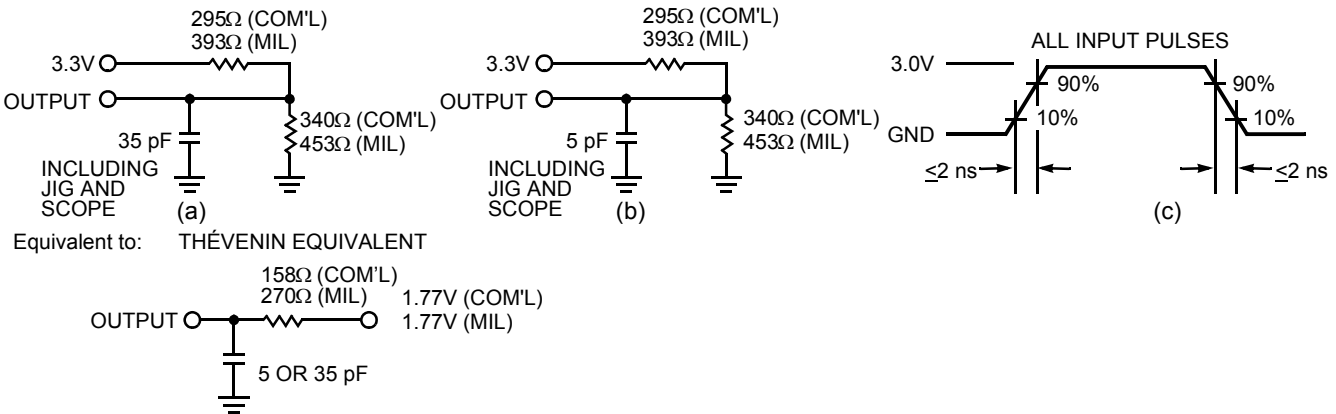 295Ω (COM'L)
393Ω (MIL)
3.3V
OUTPUT
35 pF
340Ω (COM'L)
453Ω (MIL)
INCLUDING
JIG AND
SCOPE
(a)
295Ω (COM'L)
393Ω (MIL)
3.3V
OUTPUT
5 pF
340Ω (COM'L)
453Ω (MIL)
INCLUDING
JIG AND
SCOPE
(b)
ALL INPUT PULSES
3.0V
90%
90%
10%
10%
GND
≤2 ns
≤2 ns
(c)
Equivalent to: THÉVENIN EQUIVALENT
158Ω (COM'L)
270Ω (MIL)
1.77V (COM'L)
OUTPUT
1.77V (MIL)
5 OR 35 pF